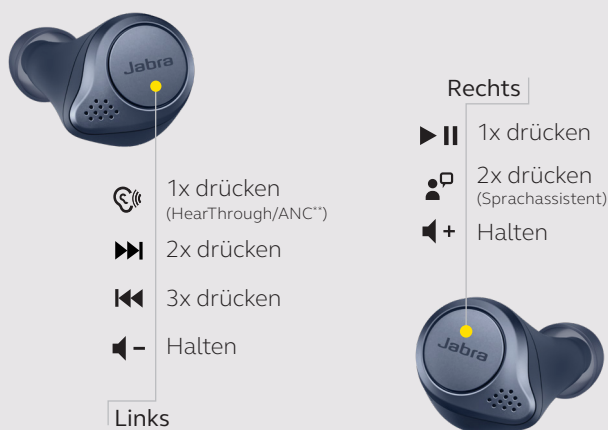 Jabra
1x drücken
(HearThrough/ANC**)
2x drücken
3x drücken
Halten
Links
Rechts
1x drücken
2x drücken
(Sprachassistent)
Halten
Jabra